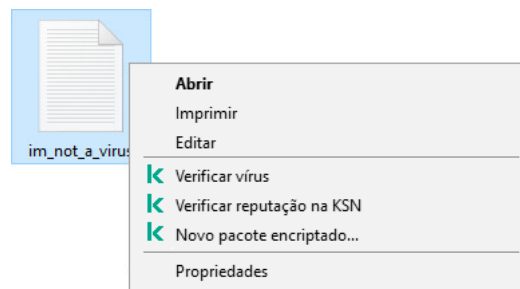 Abrir
Imprimir
Editar
im_not_a_virus
Verificar vírus
Verificar reputação na KSN
Novo pacote encriptado...
Propriedades